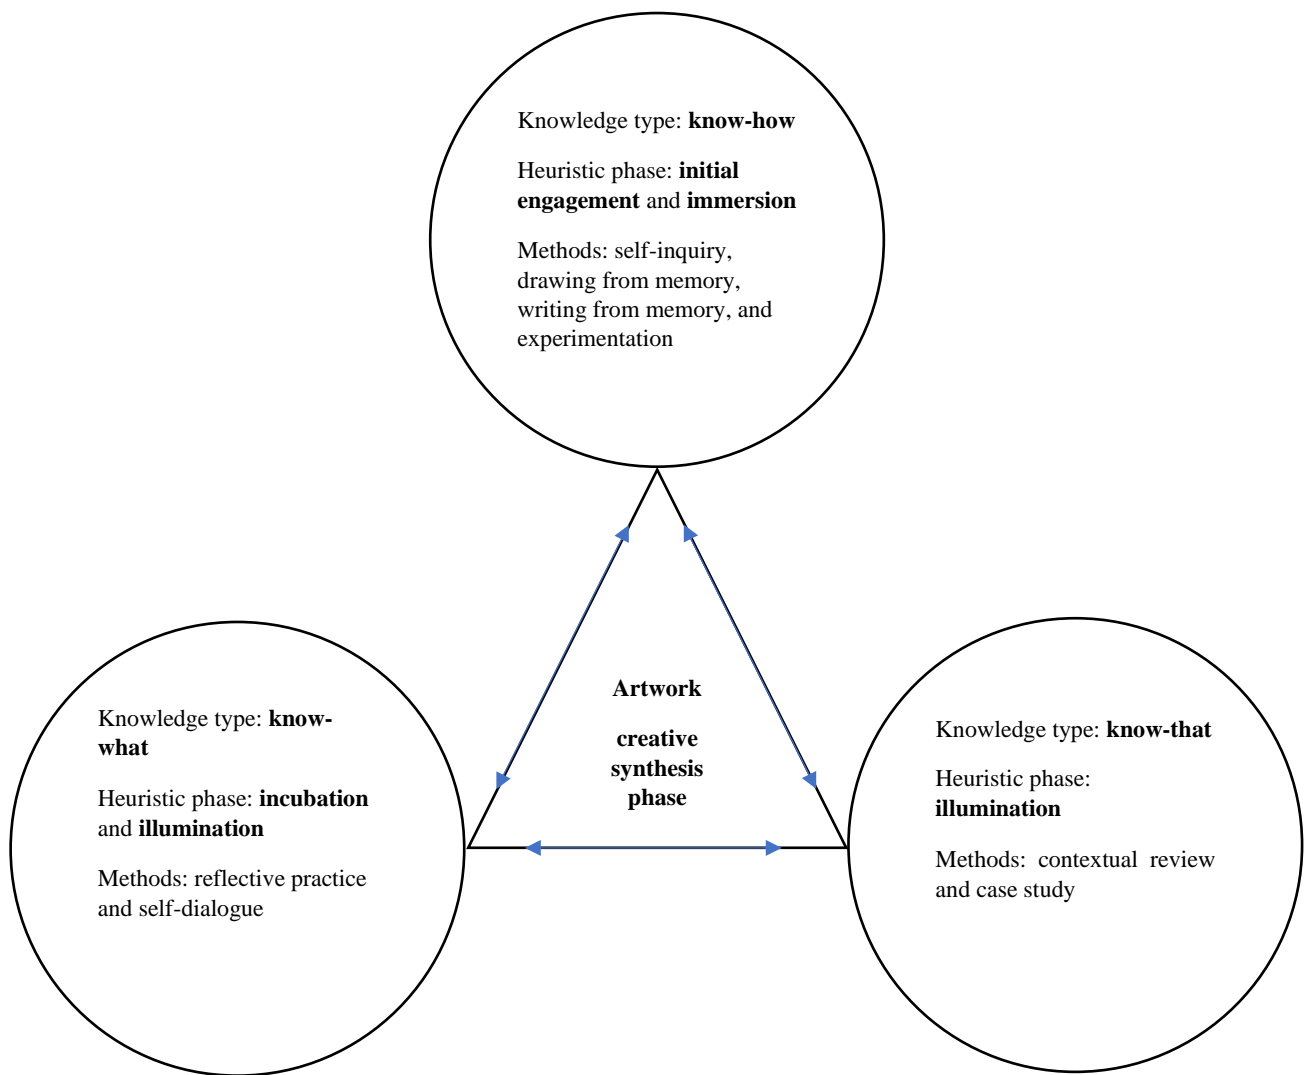 Knowledge type: know-how
Heuristic phase: initial
engagement and immersion
Methods: self-inquiry,
drawing from memory,
writing from memory, and
experimentation
Artwork
creative
synthesis
phase
Knowledge type: know-
what
Heuristic phase: incubation
and illumination
Methods: reflective practice
and self-dialogue
Knowledge type: know-that
Heuristic phase:
illumination
Methods: contextual review
and case study